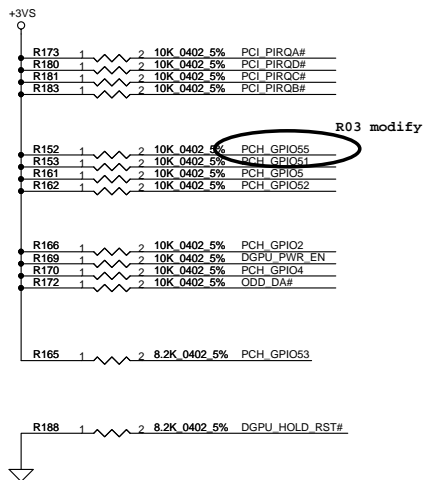 +3VS
R173 1 2 10K_0402_5% PCI_PIRQA#
R180 1 2 10K_0402_5% PCI_PIRQD#
R181 1 2 10K_0402_5% PCI_PIRQC#
R183 1 2 10K_0402_5% PCI_PIRQB#
R03 modify
R152 1 2 10K_0402_5% PCH_GPIO55
R153 1 2 10K_0402_5% PCH_GPIO51
R161 1 2 10K_0402_5% PCH_GPIO5
R162 1 2 10K_0402_5% PCH_GPIO52
R166 1 2 10K_0402_5% PCH_GPIO2
R169 1 2 10K_0402_5% DGPU_PWR_EN
R170 1 2 10K_0402_5% PCH_GPIO4
R172 1 2 10K_0402_5% ODD_DA#
R165 1 2 8.2K_0402_5% PCH_GPIO53
R188 1 2 8.2K_0402_5% DGPU_HOLD_RST#